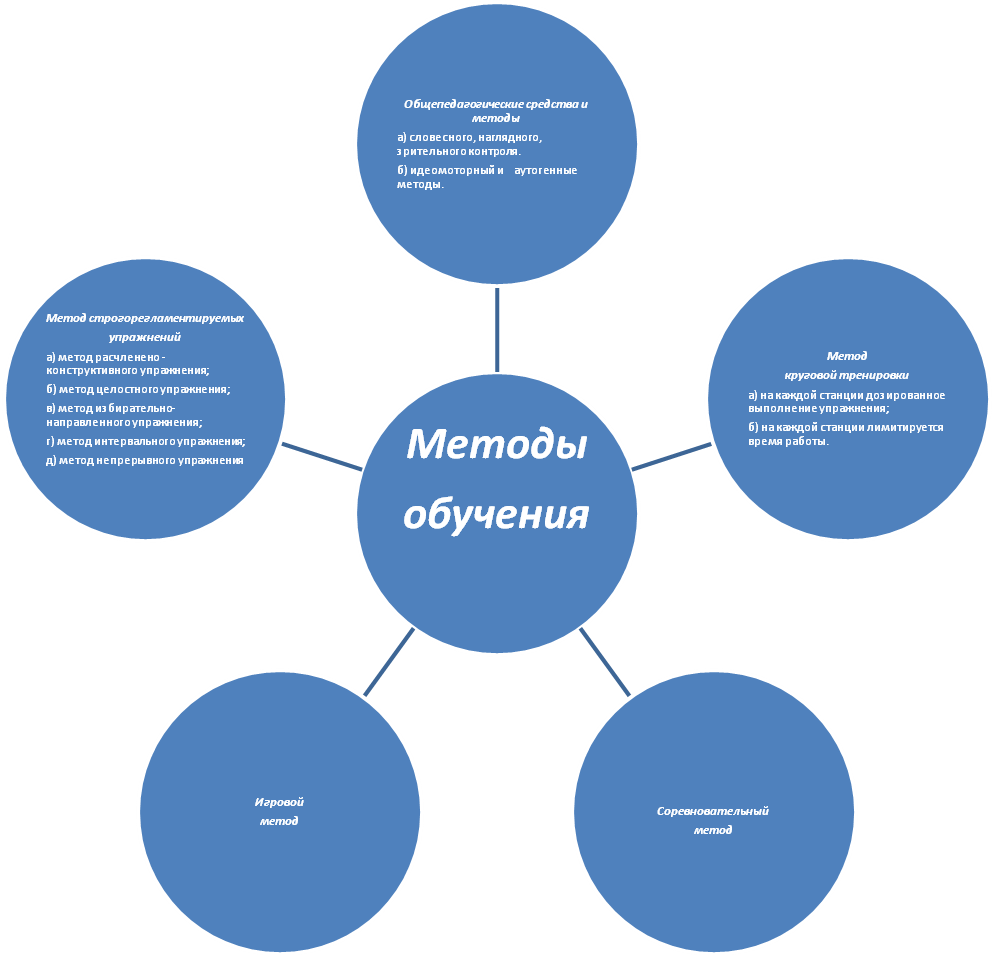 Общепедагогические средства и
методы
а) словесного, наглядного,
зрительного контроля.
б) идеомоторный и аутогенные
методы.
Метод строгорегламентируемых
упражнений
а) метод расчленено -
конструктивного упражнения;
б) метод целостного упражнения;
в) метод избирательно-
направленного упражнения;
г) метод интервального упражнения;
д) метод непрерывного упражнения
Метод
круговой тренировки
а) на каждой станции дозированное
выполнение упражнения;
б) на каждой станции лимитируется
время работы.
Методы
обучения
Игровой
метод
Соревновательный
метод